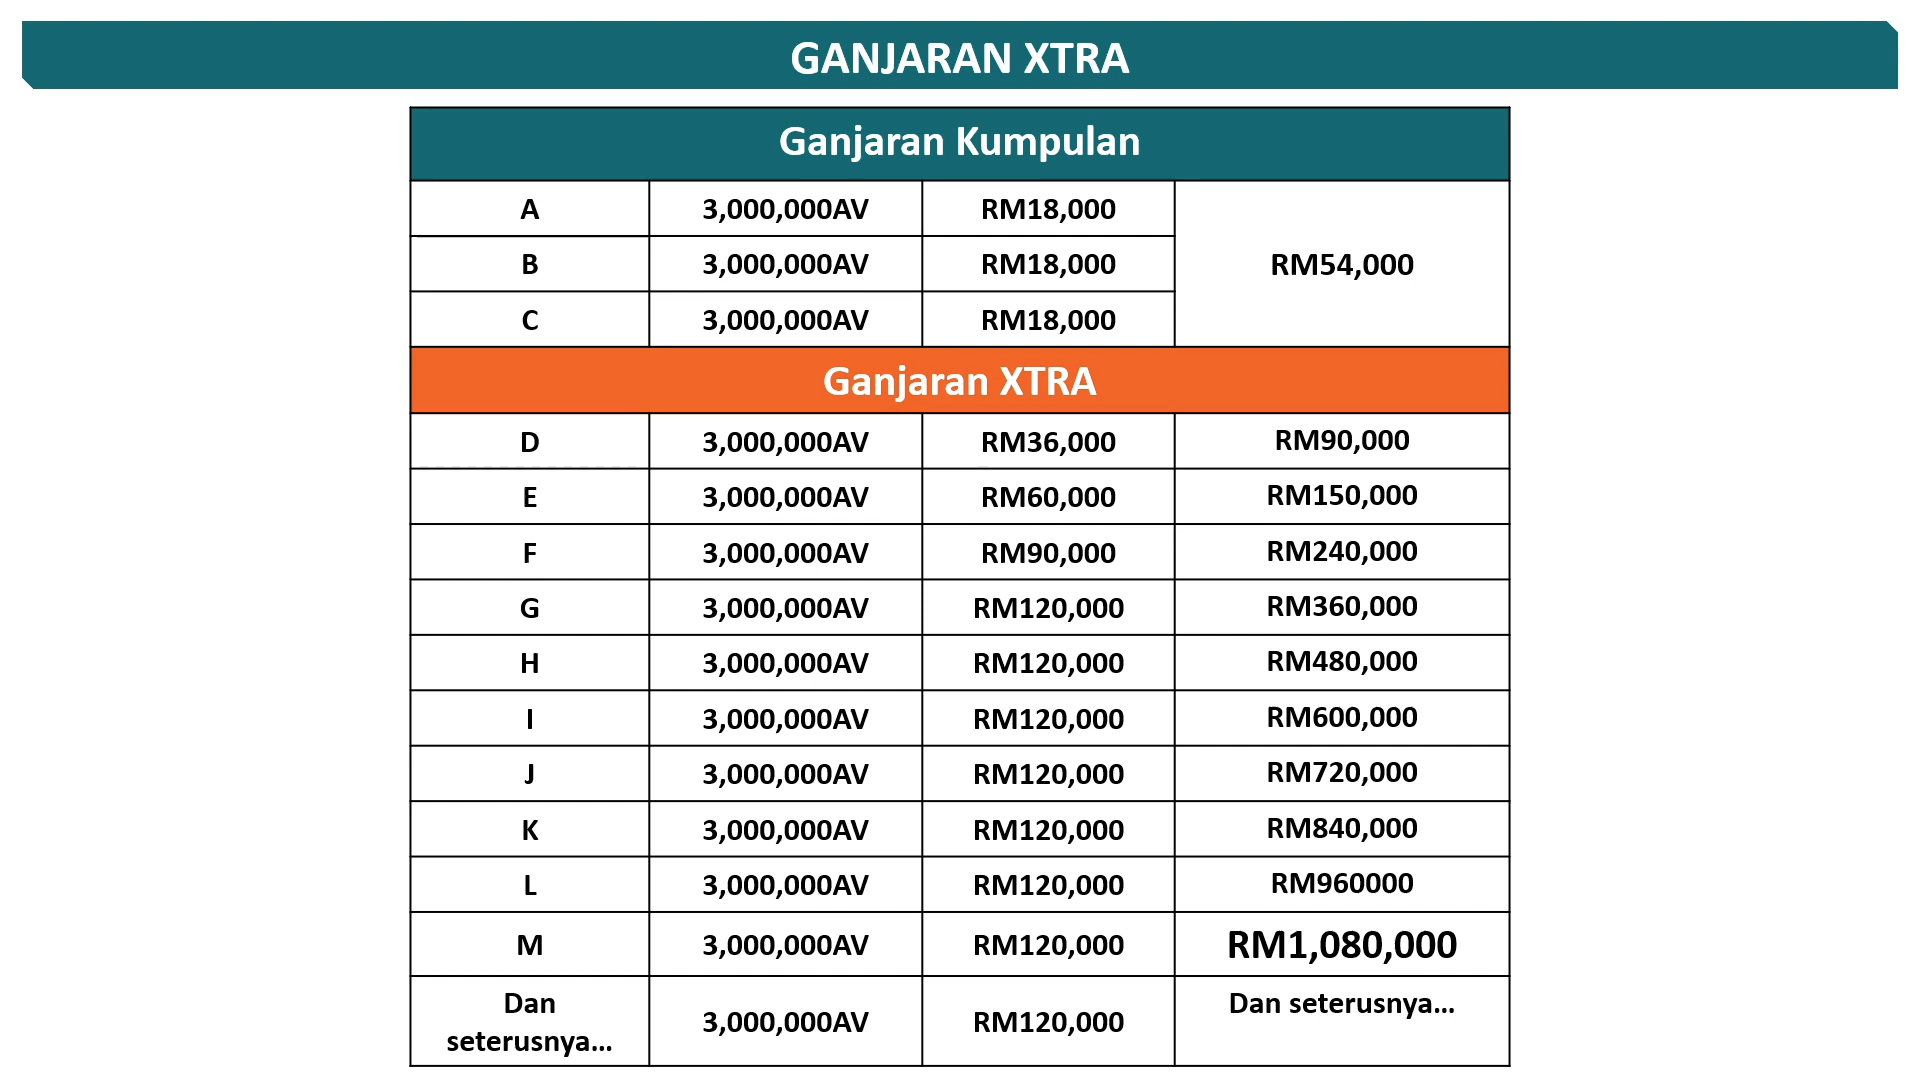 GANJARAN XTRA
Ganjaran Kumpulan
A 3,000,000AV RM18,000
B 3,000,000AV RM18,000 RM54,000
C 3,000,000AV RM18,000
Ganjaran XTRA
D 3,000,000AV RM36,000 RM90,000
E 3,000,000AV RM60,000 RM150,000
F 3,000,000AV RM90,000 RM240,000
G 3,000,000AV RM120,000 RM360,000
H 3,000,000AV RM120,000 RM480,000
I 3,000,000AV RM120,000 RM600,000
J 3,000,000AV RM120,000 RM720,000
K 3,000,000AV RM120,000 RM840,000
L 3,000,000AV RM120,000 RM960000
M 3,000,000AV RM120,000 RM1,080,000
Dan
seterusnya... 3,000,000AV RM120,000 Dan seterusnya...